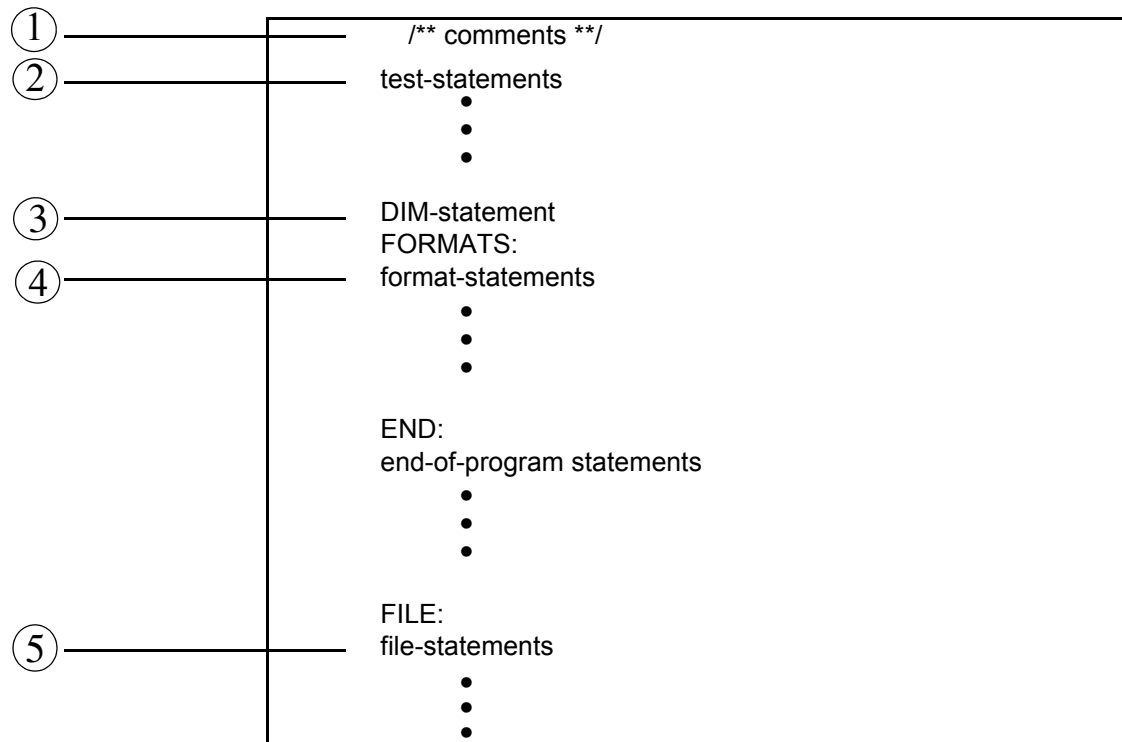 1 /** comments **/
2 test-statements
•
•
•
3 DIM-statement
FORMATS:
4 format-statements
•
•
•
END:
end-of-program statements
•
•
•
FILE:
5 file-statements
•
•
•